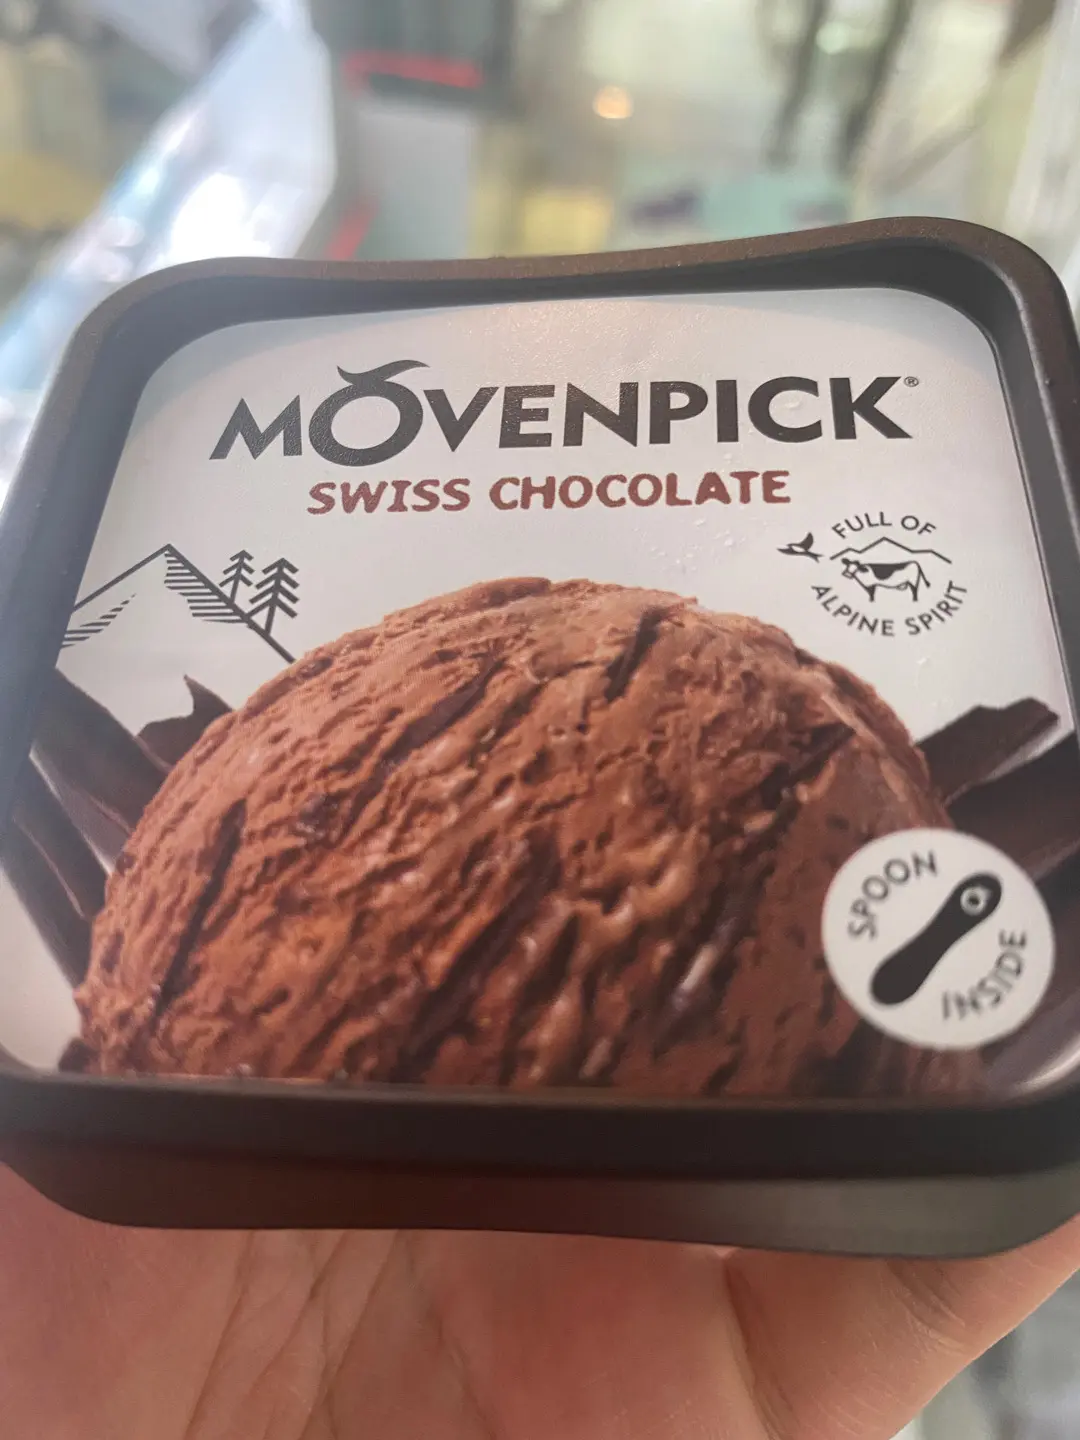 MÖVENPICK®
SWISS CHOCOLATE
FULL OF
ALPINE SPIRIT
SPOON
INSIDE